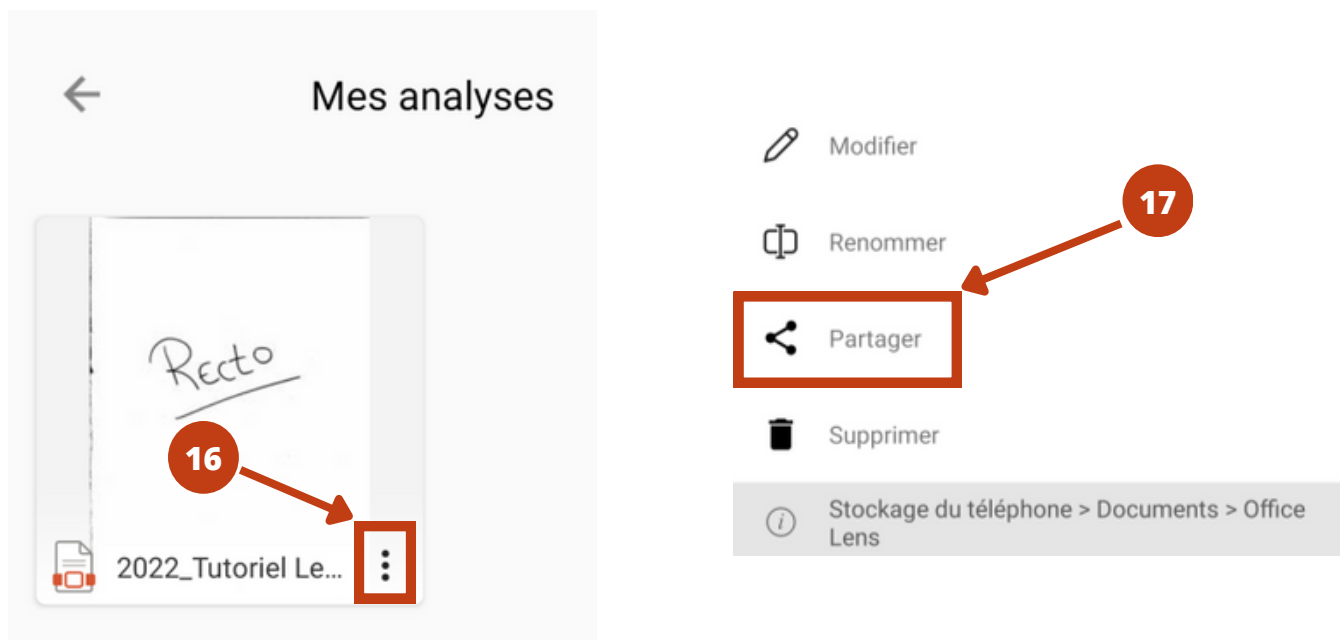 Mes analyses
Recto
16
2022_Tutoriel Le...
Modifier
17
Renommer
Partager
Supprimer
Stockage du téléphone > Documents > Office
Lens